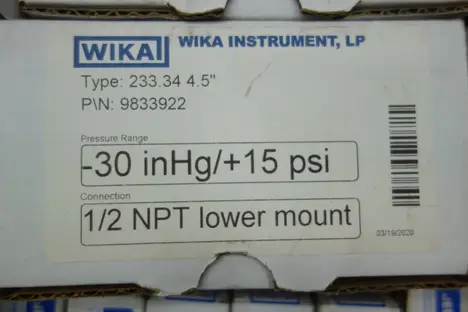 WIKA WIKA INSTRUMENT, LP
Type: 233.34 4.5"
P\N: 9833922
Pressure Range
-30 inHg/+15 psi
Connection
1/2 NPT lower mount
03/19/2020